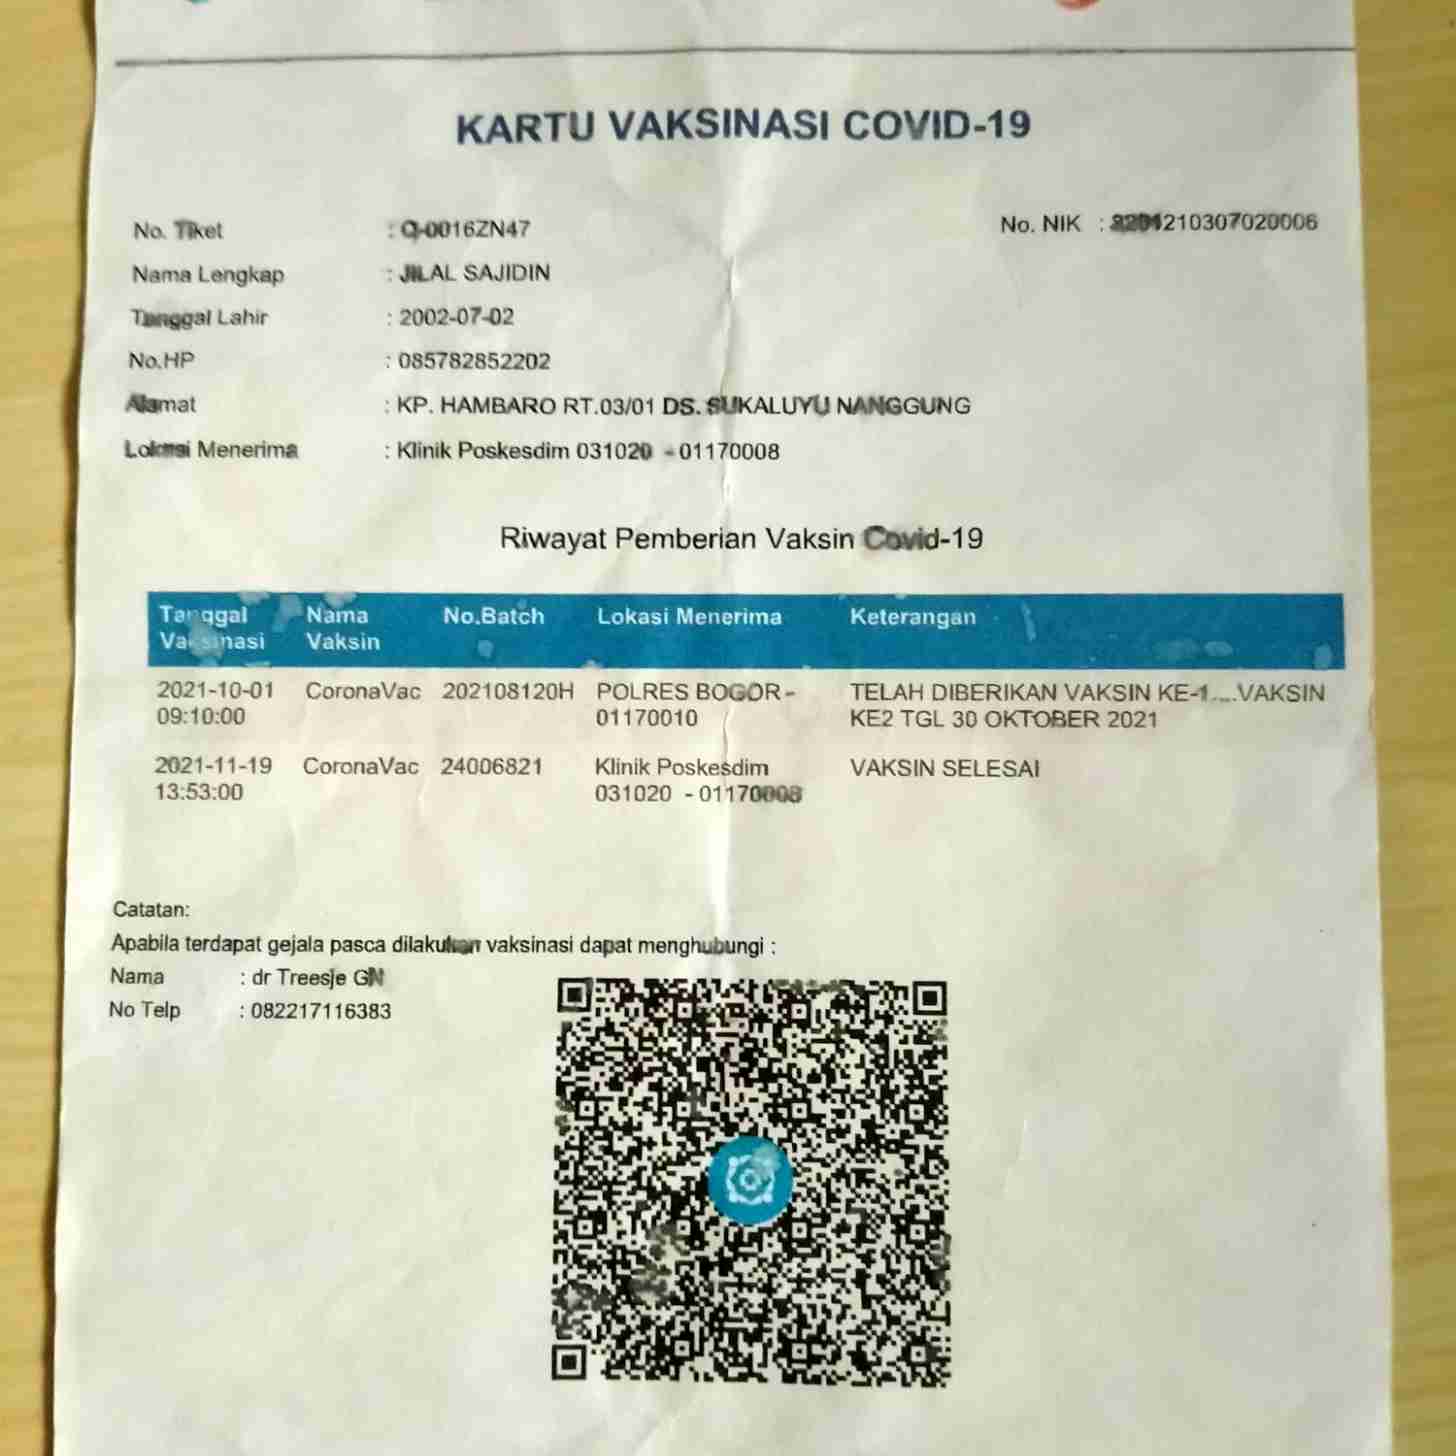 KARTU VAKSINASI COVID-19
No. Tiket : Q-0016ZN47 No. NIK : 210307020006
Nama Lengkap : JILAL SAJIDIN
Tanggal Lahir : 2002-07-02
No.HP : 085782852202
Alamat : KP. HAMBARO RT.03/01 DS. SUKALUYU NANGGUNG
Lokasi Menerima : Klinik Poskesdim 031020 - 01170008
Riwayat Pemberian Vaksin Covid-19
Tanggal Nama No.Batch Lokasi Menerima Keterangan
Vaksinasi Vaksin
2021-10-01 CoronaVac 202108120H POLRES BOGOR - TELAH DIBERIKAN VAKSIN KE-1....VAKSIN
09:10:00 01170010 KE2 TGL 30 OKTOBER 2021
2021-11-19 CoronaVac 24006821 Klinik Poskesdim VAKSIN SELESAI
13:53:00 031020 - 01170008
Catatan:
Apabila terdapat gejala pasca dilakukan vaksinasi dapat menghubungi :
Nama : dr Treesje GN
No Telp : 082217116383